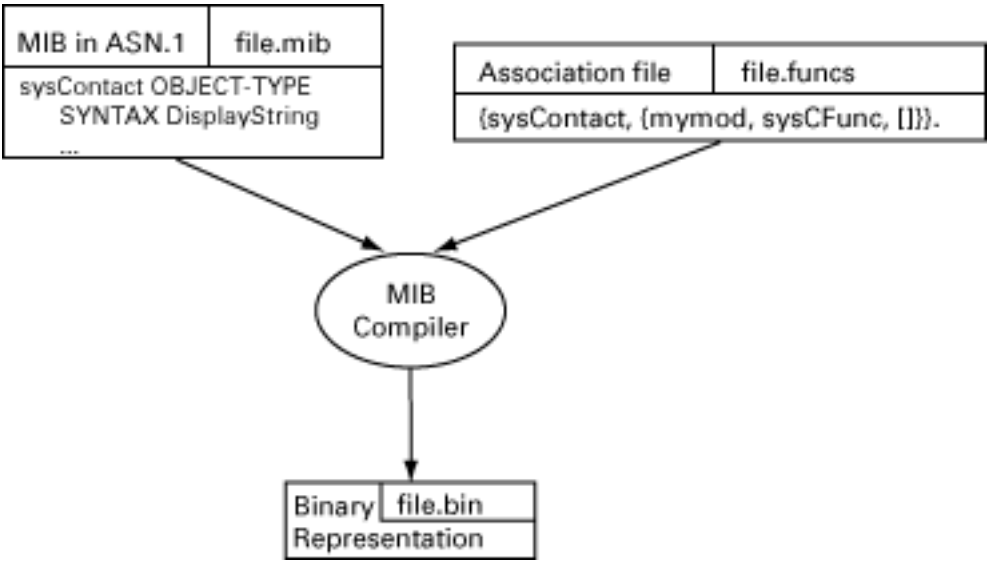 MIB in ASN.1
file.mib
sysContact OBJECT-TYPE
SYNTAX DisplayString
...
Association file
file.funcs
{sysContact, {mymod, sysCFunc, []}}.
MIB
Compiler
Binary
file.bin
Representation